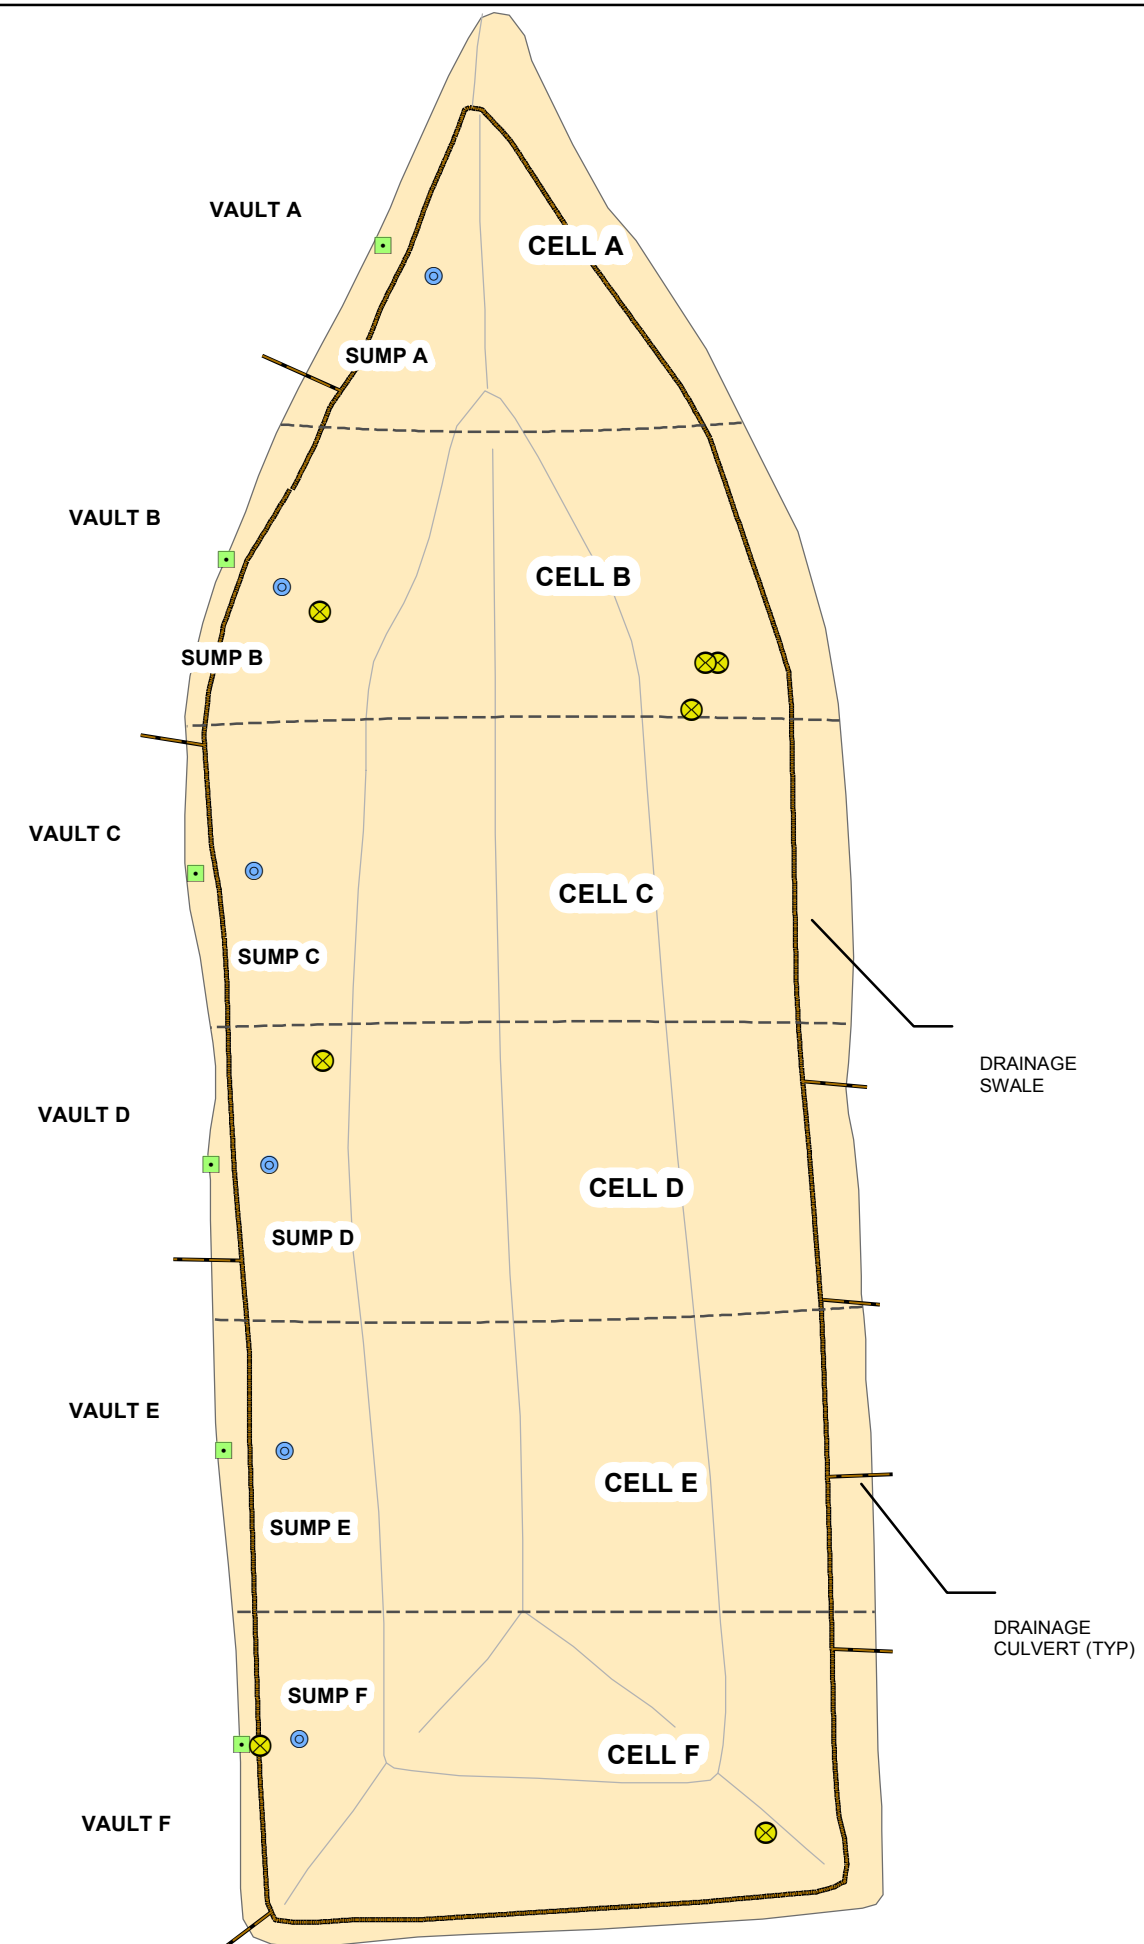 VAULT A
CELL A
SUMP A
VAULT B
CELL B
SUMP B
VAULT C
CELL C
SUMP C
DRAINAGE
SWALE
VAULT D
CELL D
SUMP D
VAULT E
CELL E
SUMP E
DRAINAGE
CULVERT (TYP)
SUMP F
CELL F
VAULT F